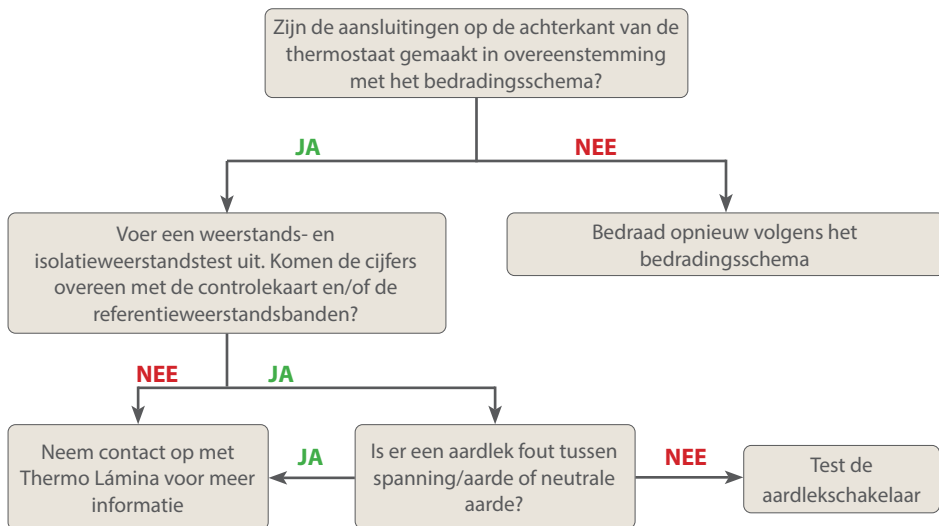 Zijn de aansluitingen op de achterkant van de
thermostaat gemaakt in overeenstemming
met het bedradingsschema?
JA
NEE
Voer een weerstands- en
isolatieweerstandstest uit. Komen de cijfers
overeen met de controlekaart en/of de
referentieweerstandsbanden?
Bedraad opnieuw volgens het
bedradingsschema
NEE
JA
Neem contact op met
Thermo Lámina voor meer
informatie
JA
Is er een aardlek fout tussen
spanning/aarde of neutrale
aarde?
NEE
Test de
aardlekschakelaar